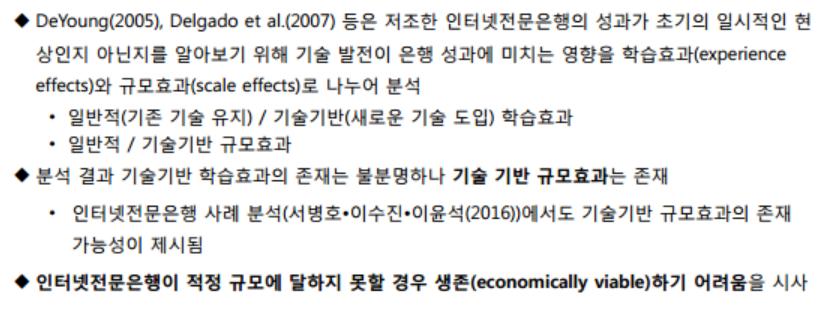 ◆ DeYoung(2005), Delgado et al.(2007) 등은 저조한 인터넷전문은행의 성과가 초기의 일시적인 현
상인지 아닌지를 알아보기 위해 기술 발전이 은행 성과에 미치는 영향을 학습효과(experience
effects)와 규모효과(scale effects)로 나누어 분석
• 일반적(기존 기술 유지) / 기술기반(새로운 기술 도입) 학습효과
• 일반적 / 기술기반 규모효과
◆ 분석 결과 기술기반 학습효과의 존재는 불분명하나 기술 기반 규모효과는 존재
• 인터넷전문은행 사례 분석(서병호•이수진•이윤석(2016))에서도 기술기반 규모효과의 존재
가능성이 제시됨
◆ 인터넷전문은행이 적정 규모에 달하지 못할 경우 생존(economically viable)하기 어려움을 시사